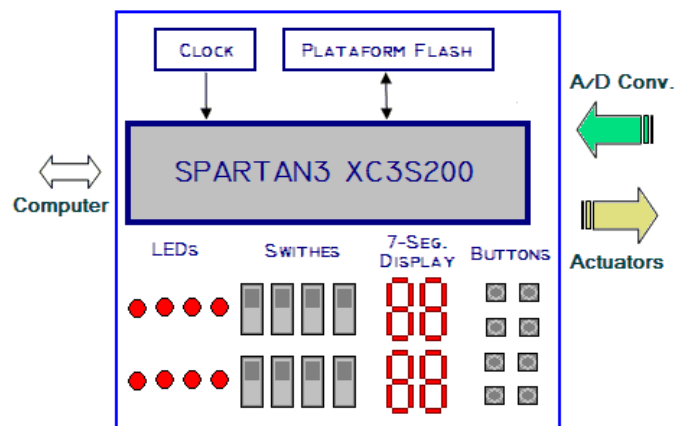 CLOCK
PLATAFORM FLASH
A/D Conv.
SPARTAN3 XC3S200
Computer
LEDS
SWITHES
7-SEG.
DISPLAY
BUTTONS
Actuators